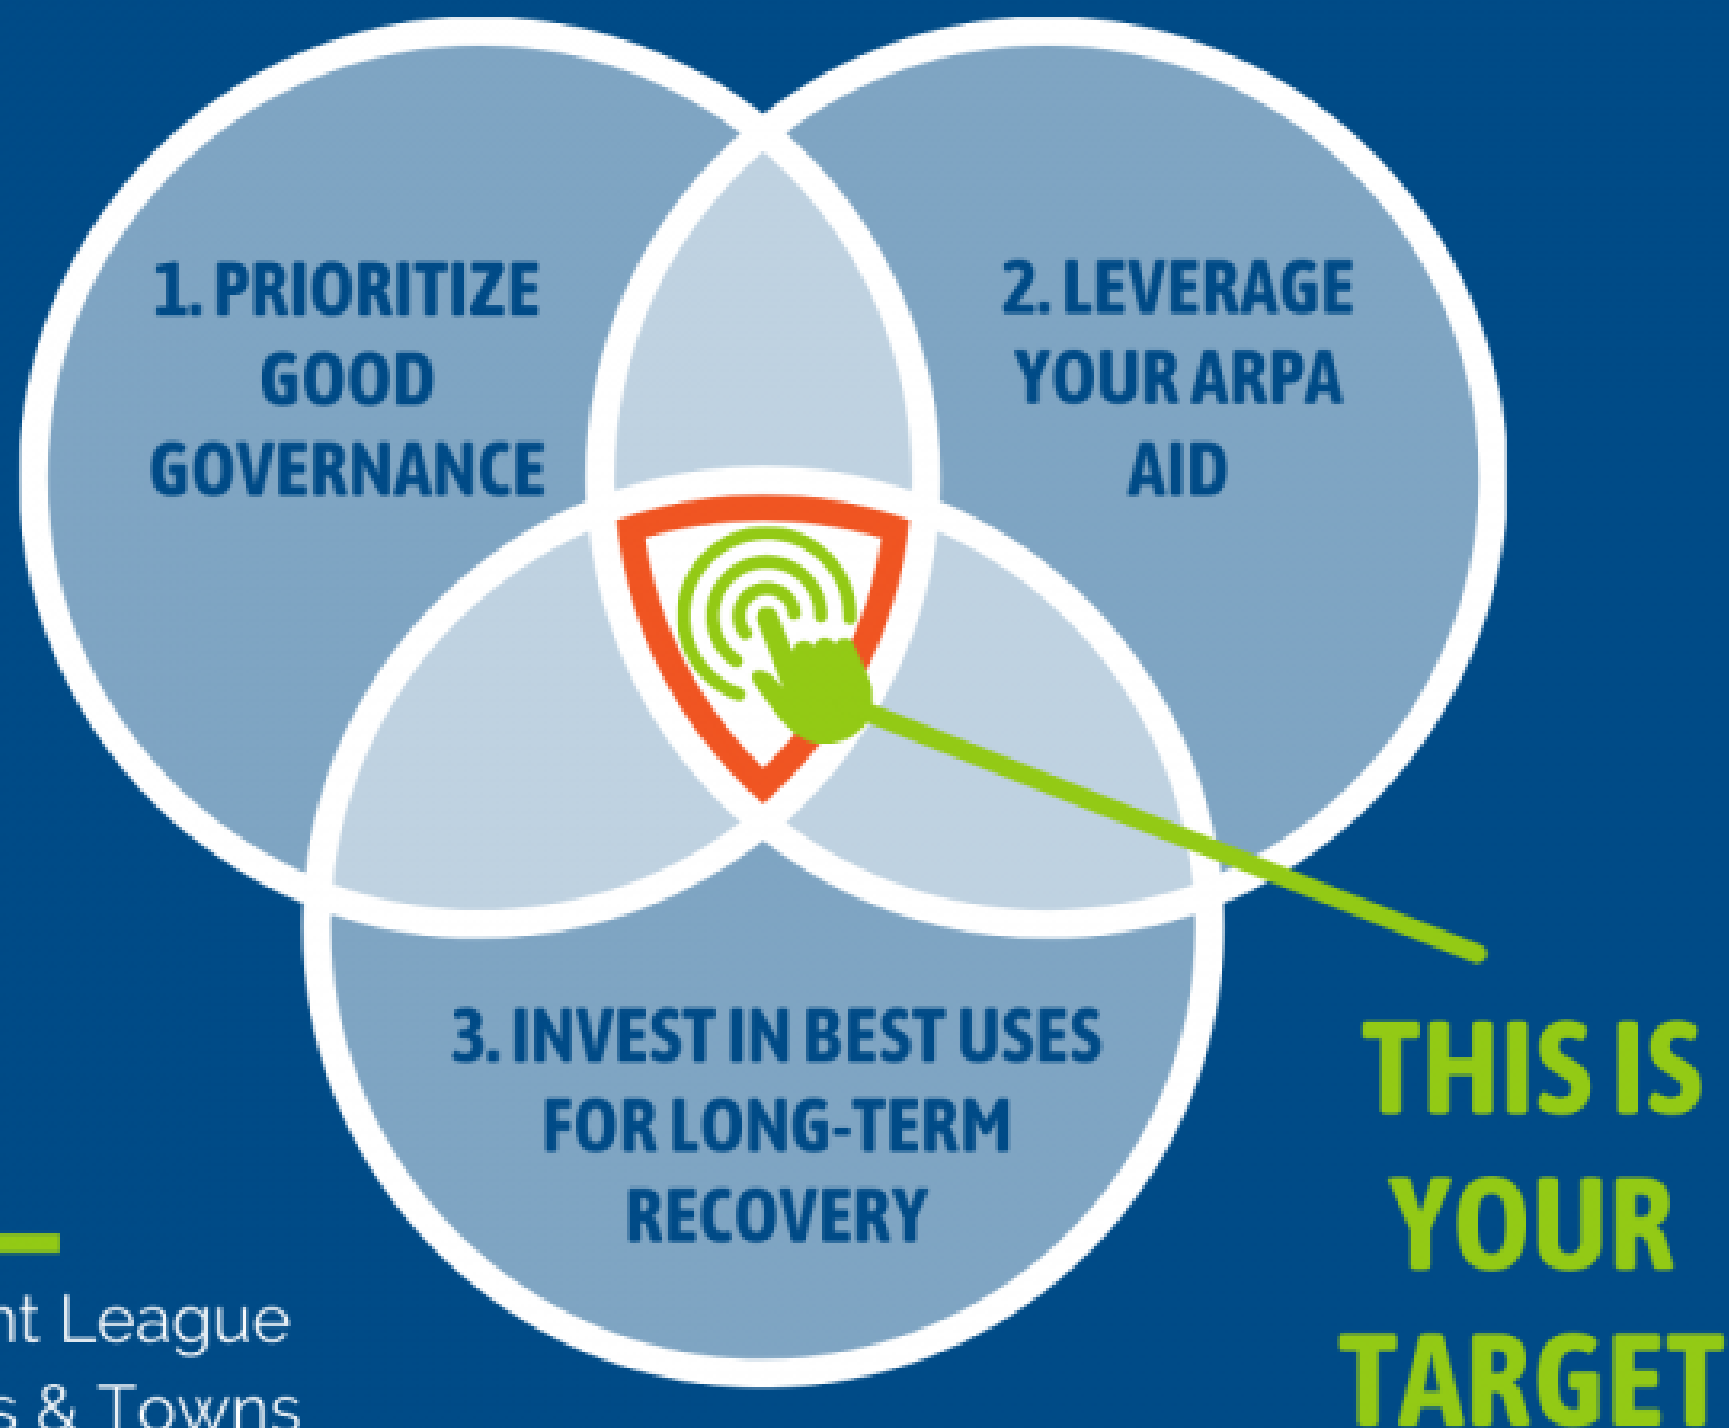 1. PRIORITIZE
GOOD
GOVERNANCE
2. LEVERAGE
YOUR ARPA
AID
3. INVEST IN BEST USES
FOR LONG-TERM
RECOVERY
THIS IS
YOUR
TARGET
nt League
s & Towns